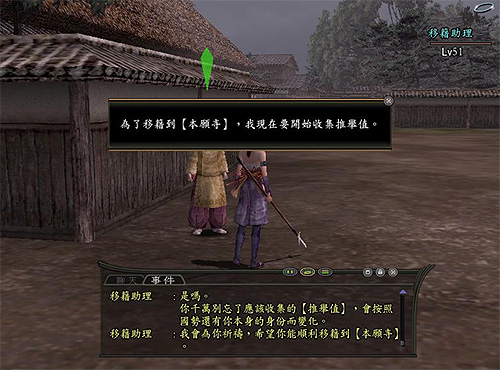 移籍助理
Lv51
為了移籍到【本願寺】，我現在要開始收集推舉值。
聊天 事件
移籍助理 ：是嗎。
你千萬別忘了應該收集的【推舉值】，會按照
國勢還有你本身的身份而變化。
移籍助理 ：我會為你祈禱，希望你能順利移籍到【本願寺】
。